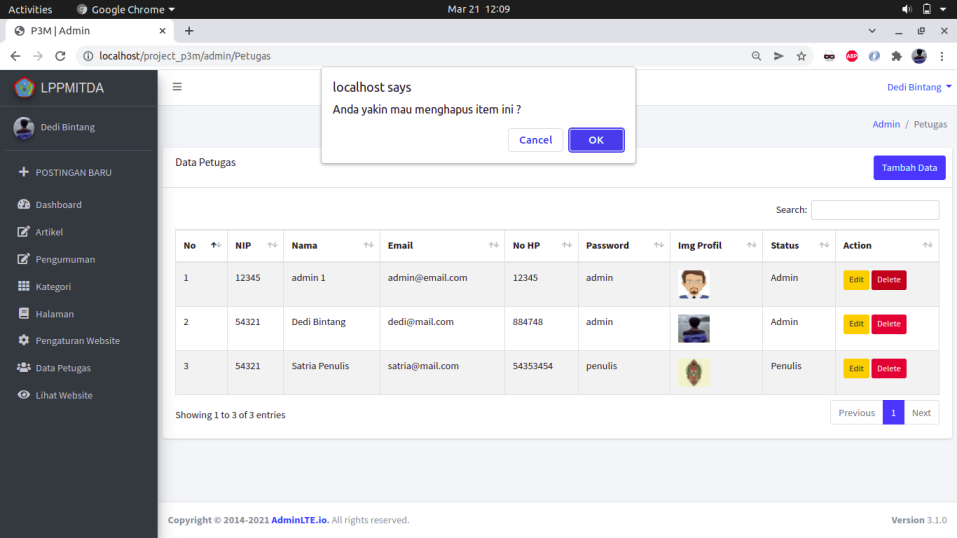 Activities Google Chrome Mar 21 12:09
P3M | Admin
localhost/project_p3m/admin/Petugas
ABP
LPPMITDA
Dedi Bintang
localhost says
Anda yakin mau menghapus item ini ?
Cancel OK
Dedi Bintang
Admin / Petugas
POSTINGAN BARU
Dashboard
Artikel
Pengumuman
Kategori
Halaman
Pengaturan Website
Data Petugas
Lihat Website
Data Petugas
Tambah Data
Search:
No NIP Nama Email No HP Password Img Profil Status Action
1 12345 admin 1 admin@email.com 12345 admin Admin Edit Delete
2 54321 Dedi Bintang dedi@mail.com 884748 admin Admin Edit Delete
3 54321 Satria Penulis satria@mail.com 54353454 penulis Penulis Edit Delete
Showing 1 to 3 of 3 entries
Previous 1 Next
Copyright © 2014-2021 AdminLTE.io. All rights reserved.
Version 3.1.0